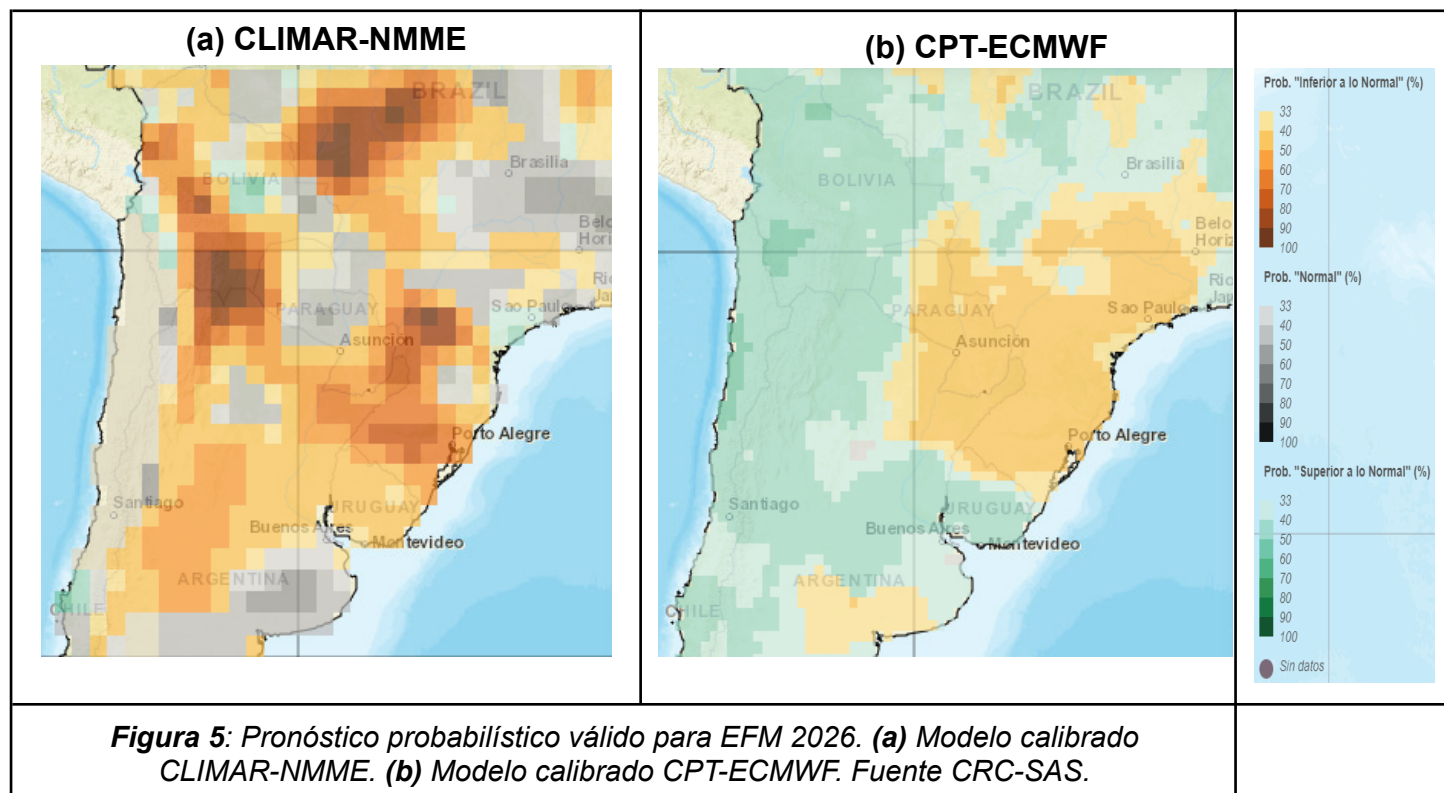 (a) CLIMAR-NMME
BRAZIL
Brasilia
BOLIVIA
Belo
Horiz
Rio
Jan
PARAGUAY
Sao Paulo
Asunción
Porto Alegre
Santiago
URUGUAY
Buenos Aires
Montevideo
ARGENTINA
CHILE
(b) CPT-ECMWF
BRAZIL
Brasilia
BOLIVIA
Belo
Horiz
Rio
Jan
PARAGUAY
Sao Paulo
Asunción
Porto Alegre
Santiago
URUGUAY
Buenos Aires
Montevideo
ARGENTINA
CHILE
Prob. "Inferior a lo Normal" (%)
33
40
50
60
70
80
90
100
Prob. "Normal" (%)
33
40
50
60
70
80
90
100
Prob. "Superior a lo Normal" (%)
33
40
50
60
70
80
90
100
Sin datos
Figura 5: Pronóstico probabilístico válido para EFM 2026. (a) Modelo calibrado
CLIMAR-NMME. (b) Modelo calibrado CPT-ECMWF. Fuente CRC-SAS.